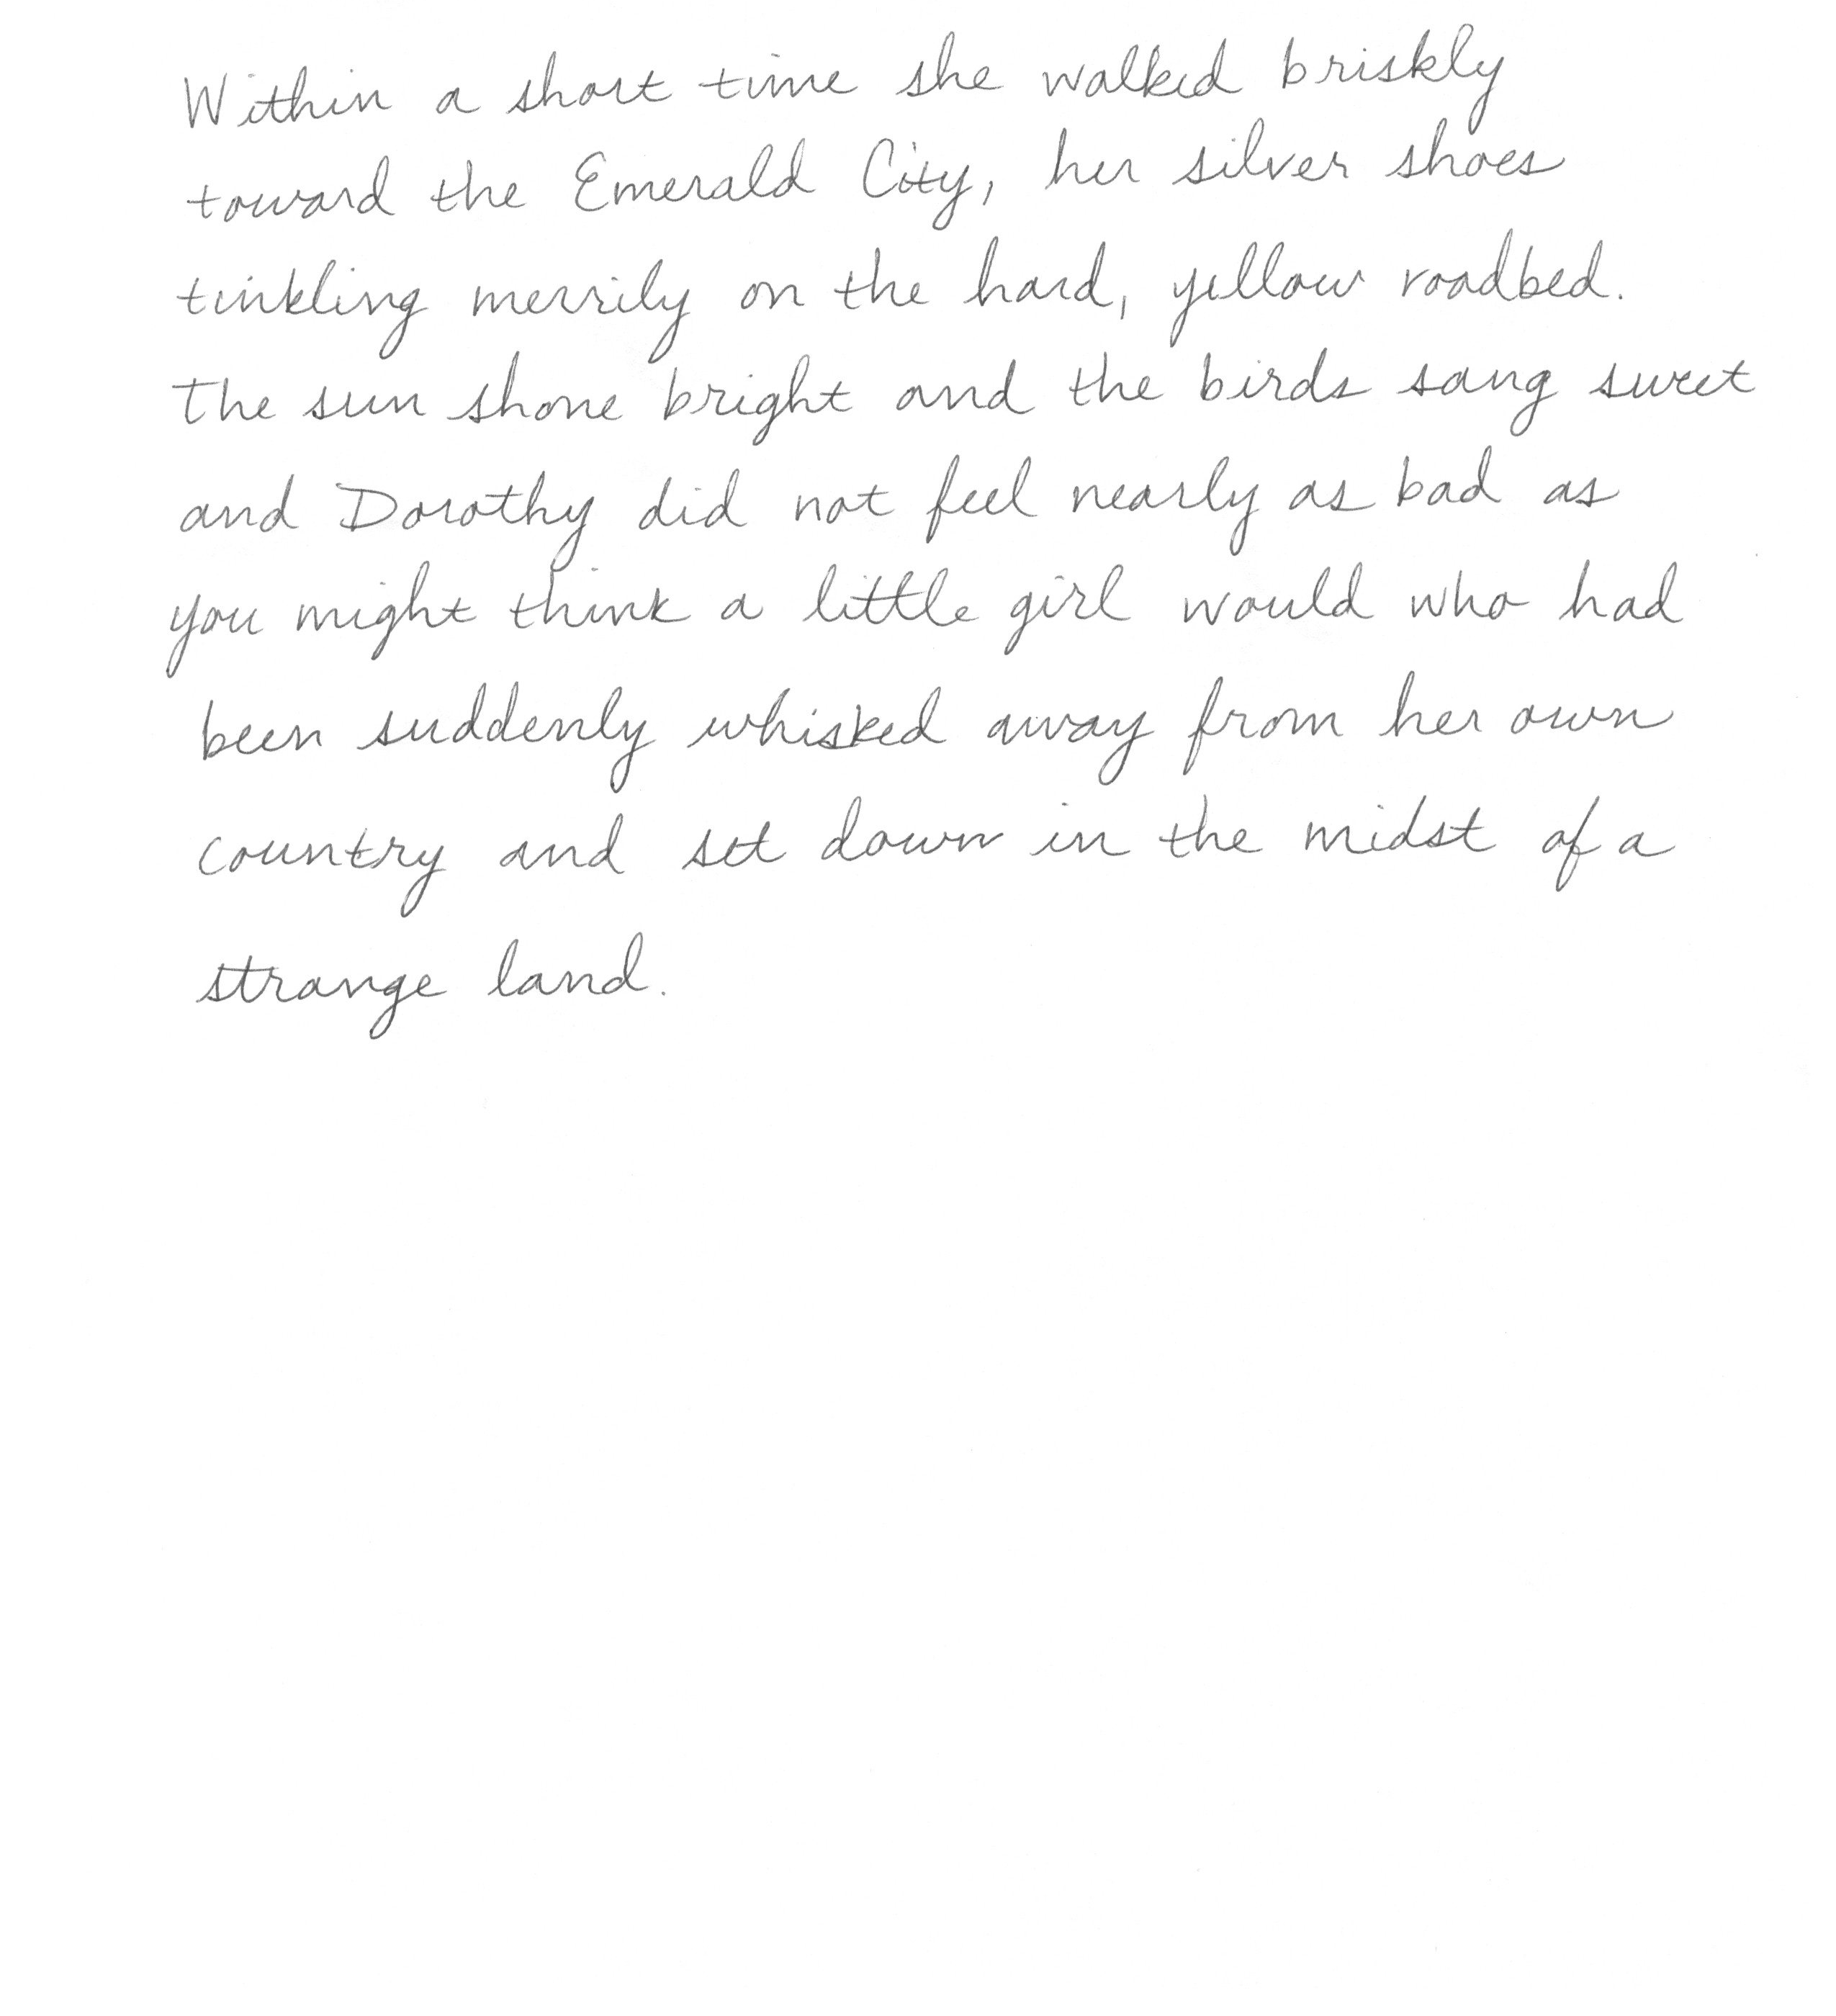 Within a short time she walked briskly
toward the Emerald City, her silver shoes
tinkling merrily on the hard, yellow roadbed.
The sun shone bright and the birds sang sweet
and Dorothy did not feel nearly as bad as
you might think a little girl would who had
been suddenly whisked away from her own
country and set down in the midst of a
strange land.